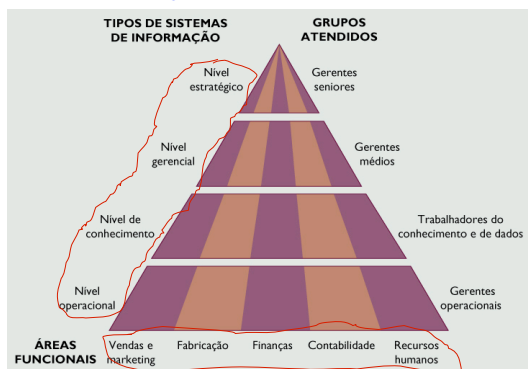 TIPOS DE SISTEMAS
DE INFORMAÇÃO
GRUPOS
ATENDIDOS
Nível
estratégico
Gerentes
seniores
Nível
gerencial
Gerentes
médios
Nível de
conhecimento
Trabalhadores do
conhecimento e de dados
Nível
operacional
Gerentes
operacionais
ÁREAS
FUNCIONAIS
Vendas e
marketing
Fabricação
Finanças
Contabilidade
Recursos
humanos